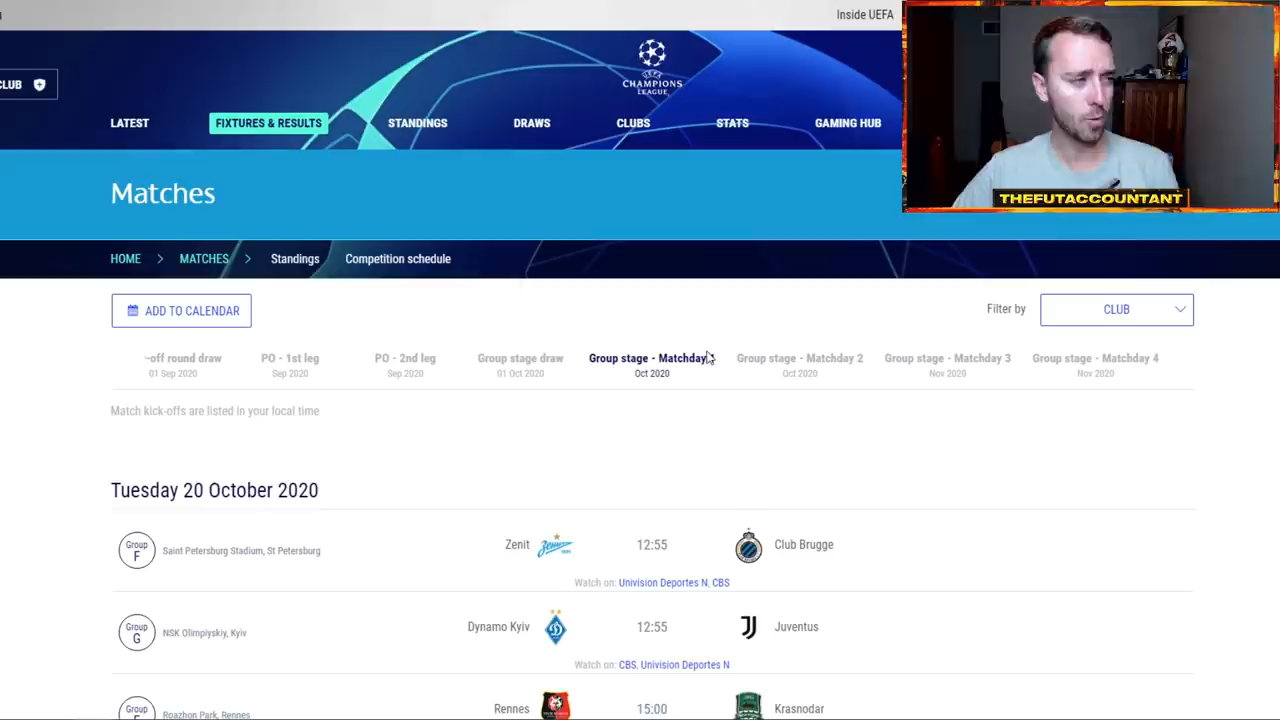 Inside UEFA
CLUB
UEFA
CHAMPIONS
LEAGUE
LATEST
FIXTURES & RESULTS
STANDINGS
DRAWS
CLUBS
STATS
GAMING HUB
THEFUTACCOUNTANT
Matches
HOME > MATCHES > Standings Competition schedule
ADD TO CALENDAR
Filter by CLUB
off round draw PO - 1st leg PO - 2nd leg Group stage draw Group stage - Matchday Group stage - Matchday 2 Group stage - Matchday 3 Group stage - Matchday 4
01 Sep 2020 Sep 2020 Sep 2020 01 Oct 2020 Oct 2020 Oct 2020 Nov 2020 Nov 2020
Match kick-offs are listed in your local time
Tuesday 20 October 2020
Group F Saint Petersburg Stadium, St Petersburg Zenit 12:55 Club Brugge
Watch on: Univision Deportes N, CBS
Group G NSK Olimpiyskiy, Kyiv Dynamo Kyiv 12:55 Juventus
Watch on: CBS, Univision Deportes N
Group Roazhon Park, Rennes Rennes 15:00 Krasnodar